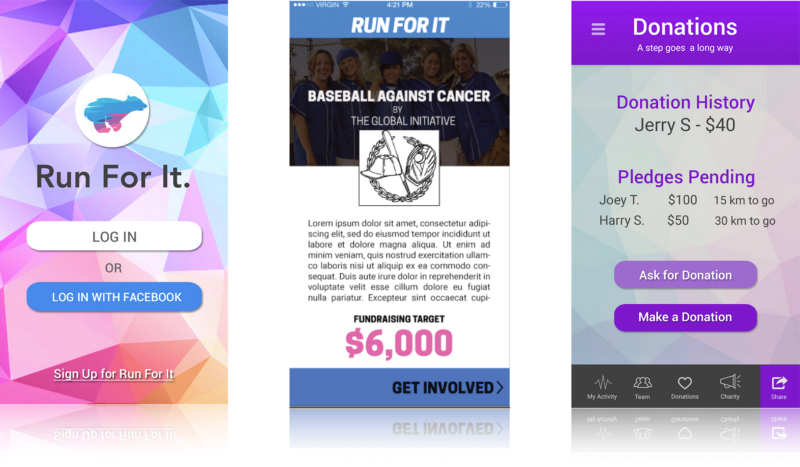 Run For It.
LOG IN
OR
LOG IN WITH FACEBOOK
Sign Up for Run For It
VIRGIN 4:21 PM 22%
RUN FOR IT
BASEBALL AGAINST CANCER
BY
THE GLOBAL INITIATIVE
Lorem ipsum dolor sit amet, consectetur adipi-
scing elit, sed do eiusmod tempor incididunt ut
labore et dolore magna aliqua. Ut enim ad
minim veniam, quis nostrud exercitation ullam-
co laboris nisi ut aliquip ex ea commodo con-
sequat. Duis aute irure dolor in reprehenderit in
voluptate velit esse cillum dolore eu fugiat
nulla pariatur. Excepteur sint occaecat cupi-
FUNDRAISING TARGET
$6,000
GET INVOLVED
Donations
A step goes a long way
Donation History
Jerry S - $40
Pledges Pending
Joey T. $100 15 km to go
Harry S. $50 30 km to go
Ask for Donation
Make a Donation
My Activity Team Donations Charity Share